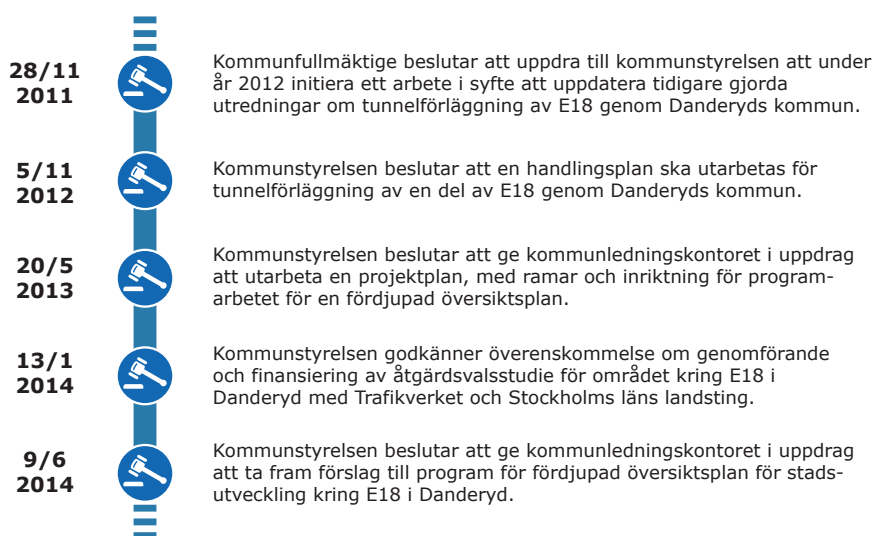 28/11
2011
Kommunfullmäktige beslutar att uppdra till kommunstyrelsen att under
år 2012 initiera ett arbete i syfte att uppdatera tidigare gjorda
utredningar om tunnelförläggning av E18 genom Danderyds kommun.
5/11
2012
Kommunstyrelsen beslutar att en handlingsplan ska utarbetas för
tunnelförläggning av en del av E18 genom Danderyds kommun.
20/5
2013
Kommunstyrelsen beslutar att ge kommunledningskontoret i uppdrag
att utarbeta en projektplan, med ramar och inriktning för program-
arbetet för en fördjupad översiktsplan.
13/1
2014
Kommunstyrelsen godkänner överenskommelse om genomförande
och finansiering av åtgärdsvalsstudie för området kring E18 i
Danderyd med Trafikverket och Stockholms läns landsting.
9/6
2014
Kommunstyrelsen beslutar att ge kommunledningskontoret i uppdrag
att ta fram förslag till program för fördjupad översiktsplan för stads-
utveckling kring E18 i Danderyd.